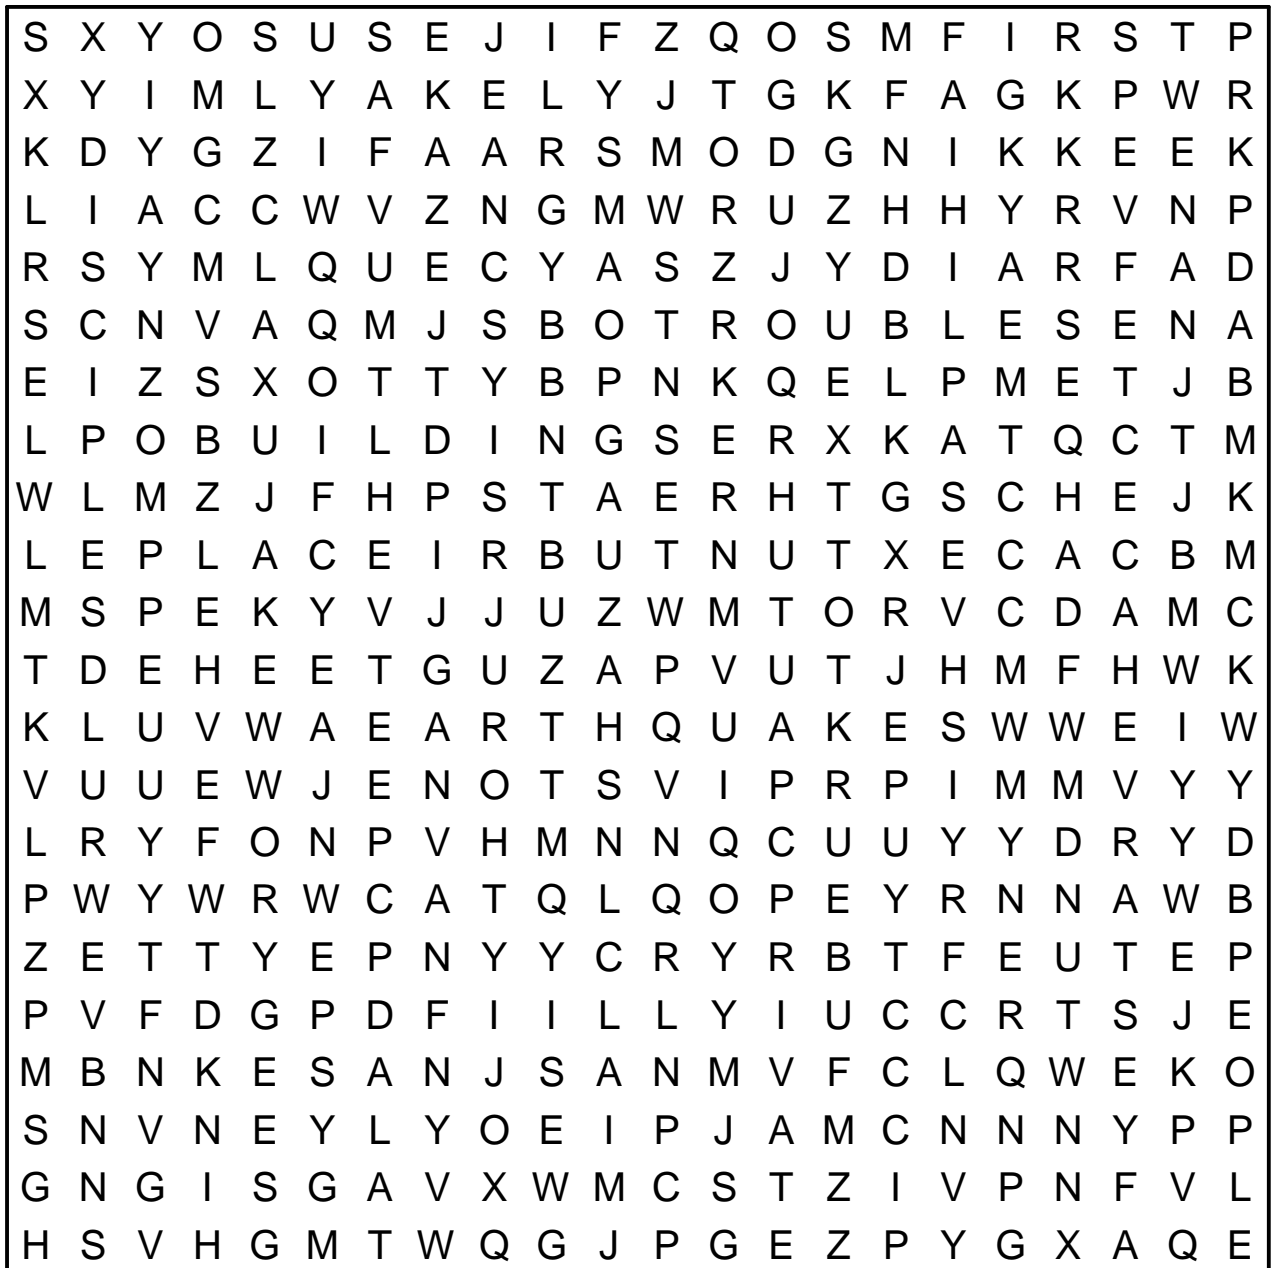 S X Y O S U S E J I F Z Q O S M F I R S T P
X Y I M L Y A K E L Y J T G K F A G K P W R
K D Y G Z I F A A R S M O D G N I K K E E K
L I A C C W V Z N G M W R U Z H H Y R V N P
R S Y M L Q U E C Y A S Z J Y D I A R F A D
S C N V A Q M J S B O T R O U B L E S E N A
E I Z S X O T T Y B P N K Q E L P M E T J B
L P O B U I L D I N G S E R X K A T Q C T M
W L M Z J F H P S T A E R H T G S C H E J K
L E P L A C E I R B U T N U T X E C A C B M
M S P E K Y V J J U Z W M T O R V C D A M C
T D E H E E T G U Z A P V U T J H M F H W K
K L U V W A E A R T H Q U A K E S W W E I W
V U U E W J E N O T S V I P R P I M M V Y Y
L R Y F O N P V H M N N Q C U U Y Y D R Y D
P W Y W R W C A T Q L Q O P E Y R N N A W B
Z E T T Y E P N Y Y C R Y R B T F E U T E P
P V F D G P D F I I L L Y I U C C R T S J E
M B N K E S A N J S A N M V F C L Q W E K O
S N V N E Y L Y O E I P J A M C N N N Y P P
G N G I S G A V X W M C S T Z I V P N F V L
H S V H G M T W Q G J P G E Z P Y G X A Q E